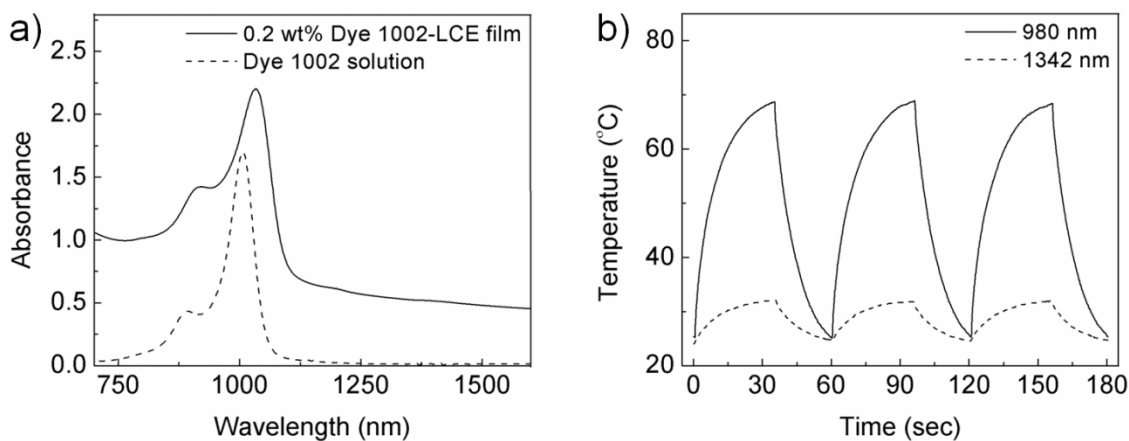 a)
0.2 wt% Dye 1002-LCE film
Dye 1002 solution
2.5
2.0
1.5
1.0
0.5
0.0
Absorbance
750 1000 1250 1500
Wavelength (nm)
b)
980 nm
1342 nm
80
60
40
20
Temperature (°C)
0 30 60 90 120 150 180
Time (sec)